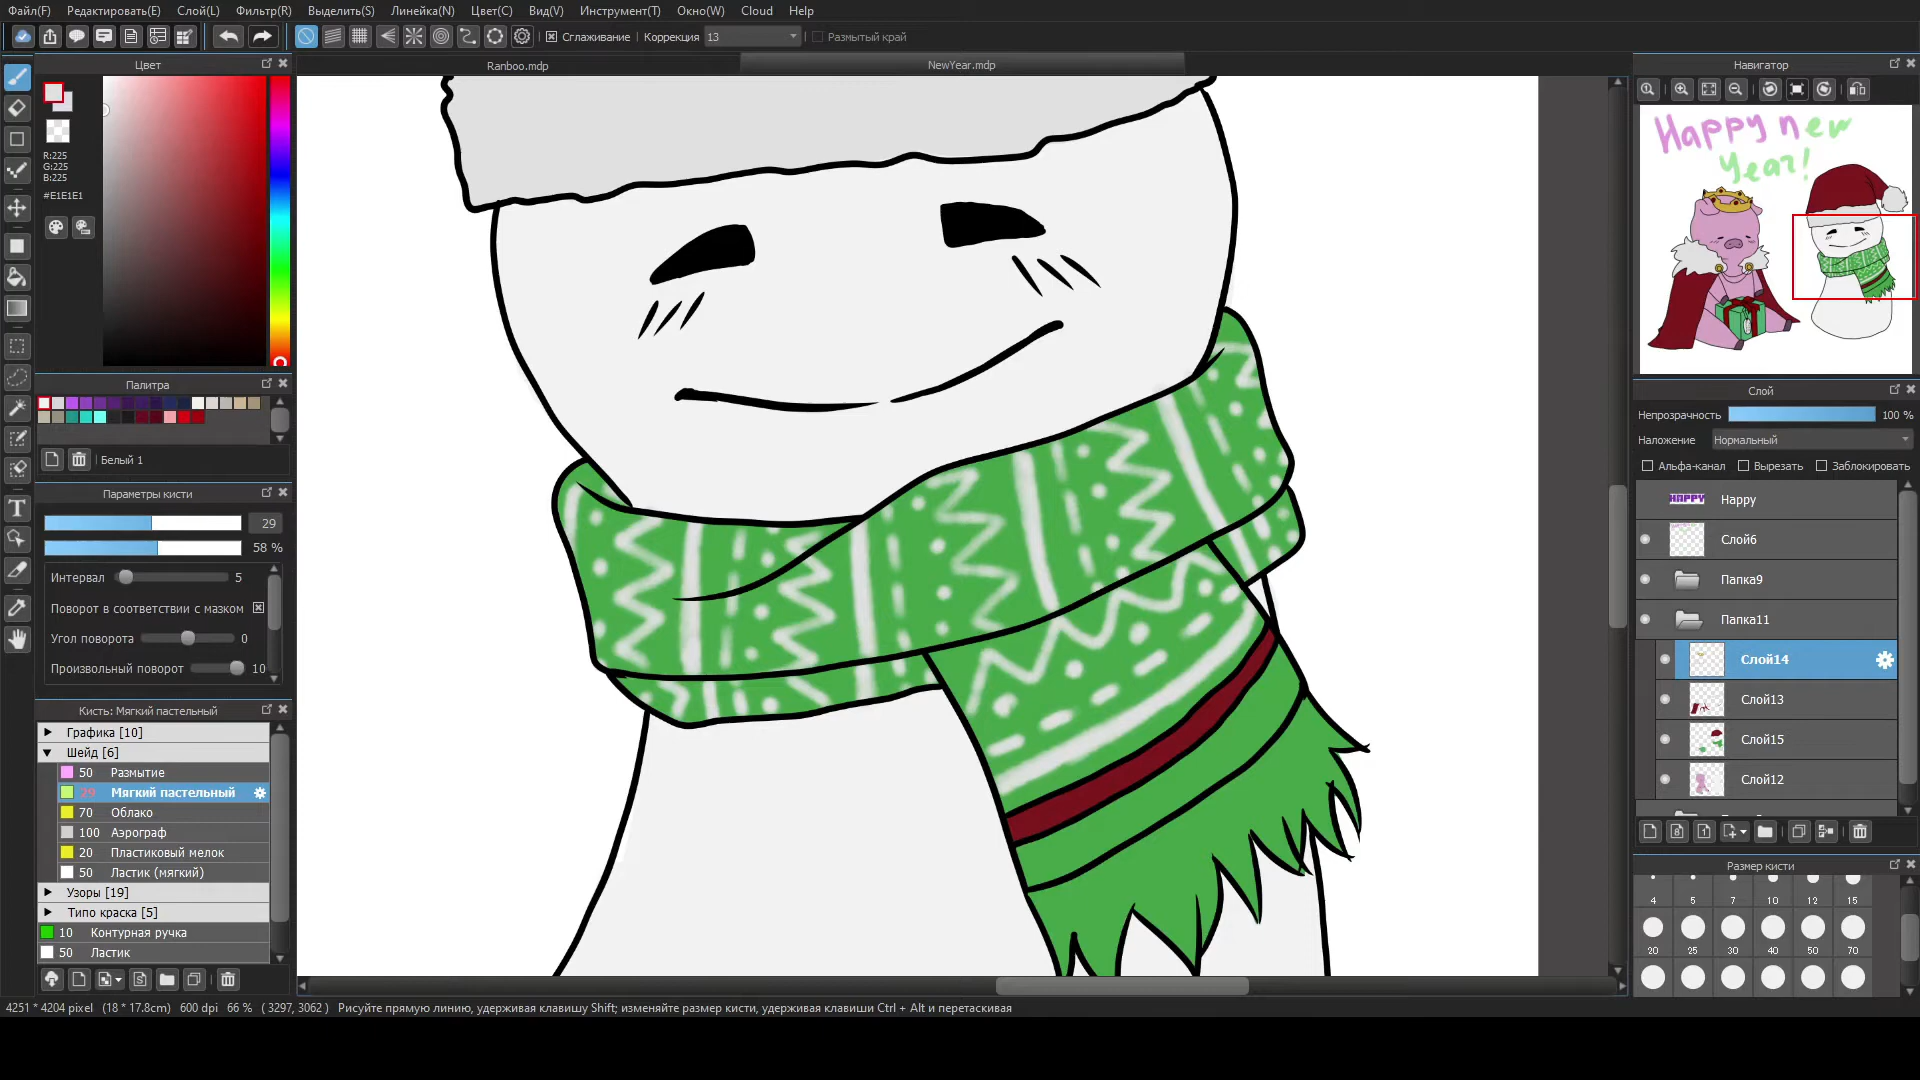 Файл(F) Редактировать(E) Слой(L) Фильтр(R) Выделить(S) Линейка(N) Цвет(C) Вид(V) Инструмент(T) Окно(W) Cloud Help
Сглаживание Коррекция 13 Размытый край
Цвет
Ranboo.mdp
NewYear.mdp
Навигатор
R:225
G:225
B:225
#E1E1E1
Happy new
Year!
Палитра
Белый 1
Параметры кисти
29
58 %
Интервал 5
Поворот в соответствии с мазком
Угол поворота 0
Произвольный поворот 10
Кисть: Мягкий пастельный
Графика [10]
Шейд [6]
50 Размытие
29 Мягкий пастельный
70 Облако
100 Аэрограф
20 Пластиковый мелок
50 Ластик (мягкий)
Узоры [19]
Типо краска [5]
10 Контурная ручка
50 Ластик
Слой
Непрозрачность 100 %
Наложение Нормальный
Альфа-канал Вырезать Заблокировать
HAPPY Happy
Слой6
Папка9
Папка11
Слой14
Слой13
Слой15
Слой12
Размер кисти
4 5 7 10 12 15
20 25 30 40 50 70
4251 * 4204 pixel (18 * 17.8cm) 600 dpi 66 % ( 3297, 3062 ) Рисуйте прямую линию, удерживая клавишу Shift; изменяйте размер кисти, удерживая клавиши Ctrl + Alt и перетаскивая